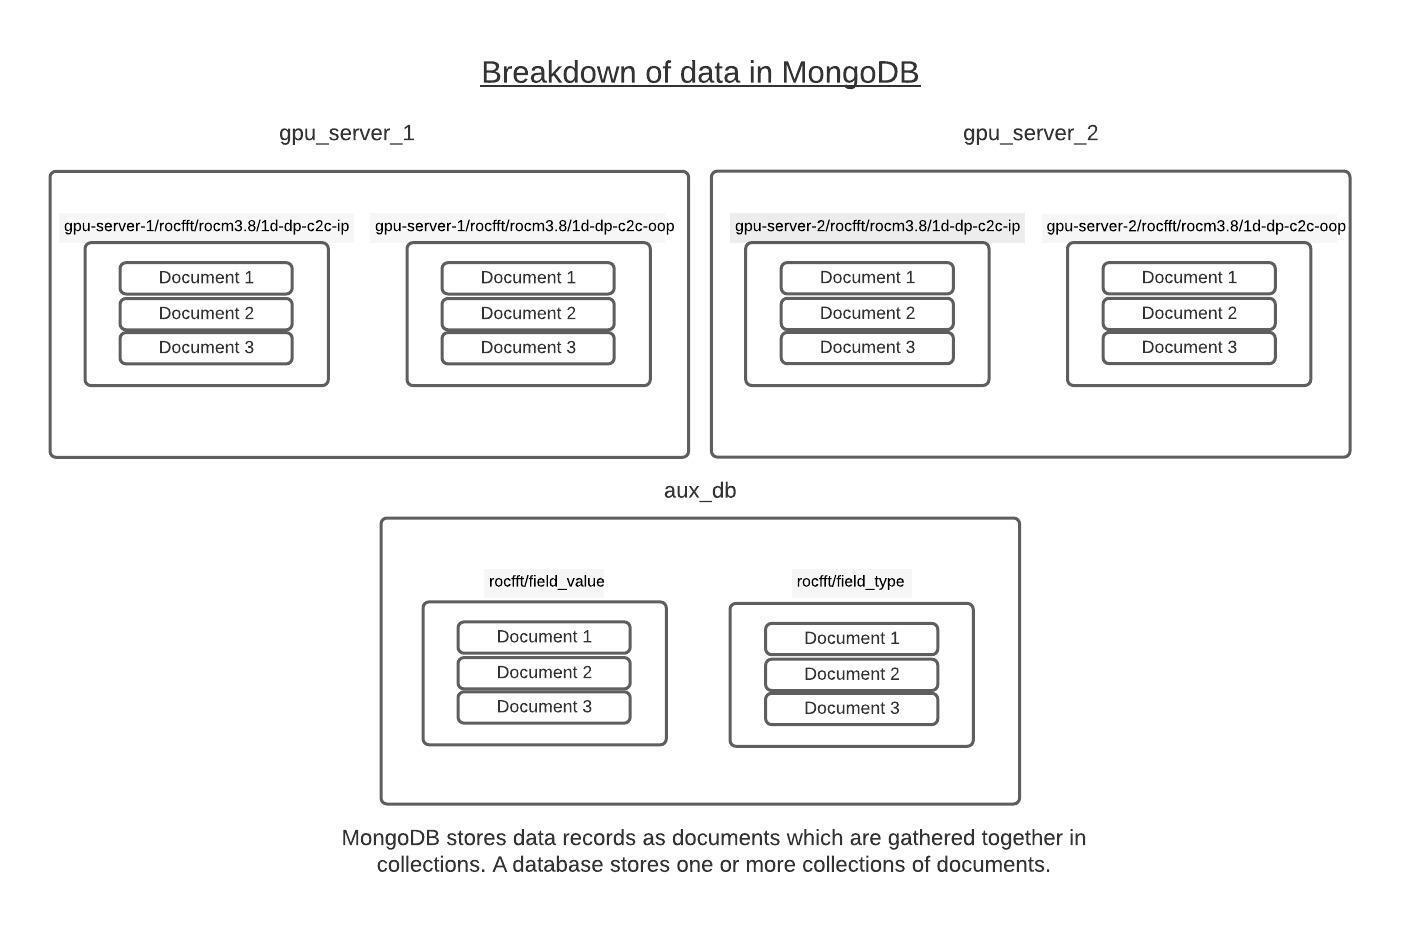 Breakdown of data in MongoDB
gpu_server_1
gpu_server_2
gpu-server-1/rocfft/rocm3.8/1d-dp-c2c-ip
gpu-server-1/rocfft/rocm3.8/1d-dp-c2c-oop
gpu-server-2/rocfft/rocm3.8/1d-dp-c2c-ip
gpu-server-2/rocfft/rocm3.8/1d-dp-c2c-oop
Document 1
Document 2
Document 3
Document 1
Document 2
Document 3
Document 1
Document 2
Document 3
Document 1
Document 2
Document 3
aux_db
rocfft/field_value
rocfft/field_type
Document 1
Document 2
Document 3
Document 1
Document 2
Document 3
MongoDB stores data records as documents which are gathered together in
collections. A database stores one or more collections of documents.